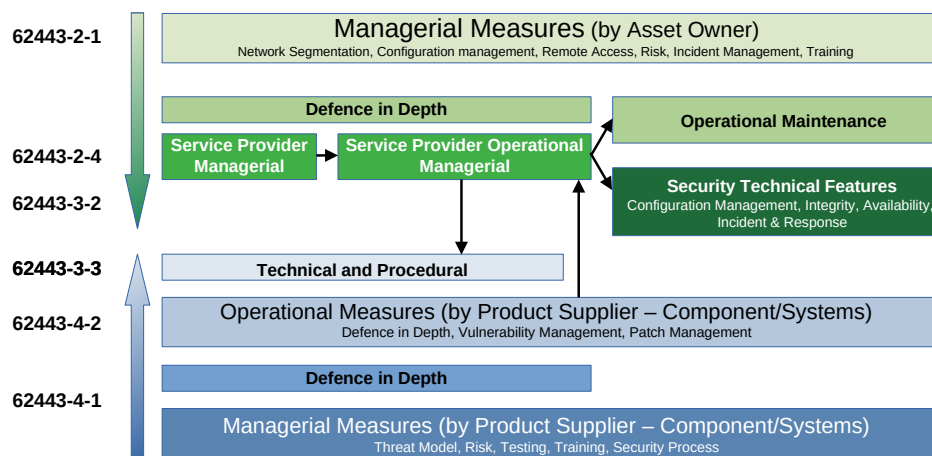 62443-2-1
Managerial Measures (by Asset Owner)
Network Segmentation, Configuration management, Remote Access, Risk, Incident Management, Training
Defence in Depth
62443-2-4
Service Provider
Managerial
Service Provider Operational
Managerial
Operational Maintenance
62443-3-2
Security Technical Features
Configuration Management, Integrity, Availability,
Incident & Response
62443-3-3
Technical and Procedural
62443-4-2
Operational Measures (by Product Supplier – Component/Systems)
Defence in Depth, Vulnerability Management, Patch Management
Defence in Depth
62443-4-1
Managerial Measures (by Product Supplier – Component/Systems)
Threat Model, Risk, Testing, Training, Security Process